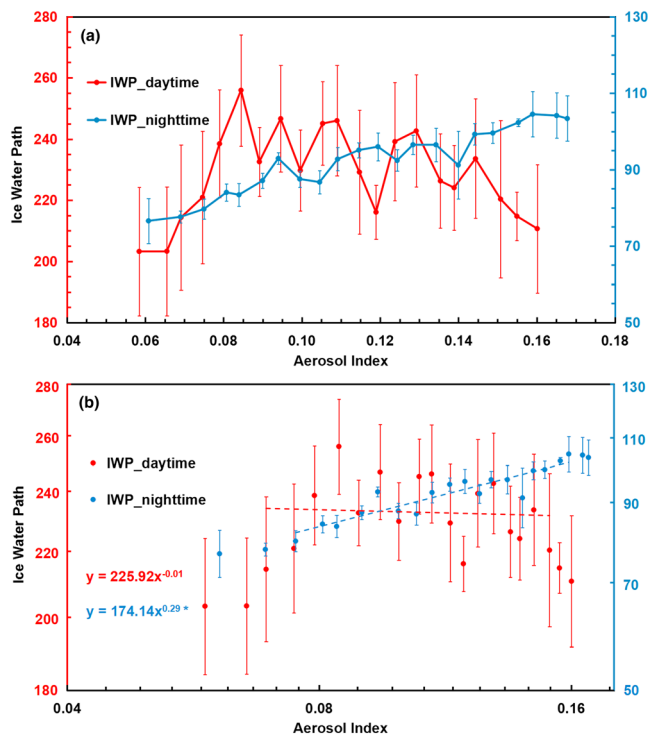 280 130
(a)
IWP_daytime
260 110
IWP_nighttime
240 90
220
70
200
180 50
0.04 0.06 0.08 0.10 0.12 0.14 0.16 0.18
Ice Water Path
Aerosol Index
280 130
(b)
260 110
IWP_daytime
240
IWP_nighttime 90
220
y = 225.92x-0.01
70
y = 174.14x0.29 *
200
180 50
0.04 0.08 0.16
Ice Water Path
Aerosol Index